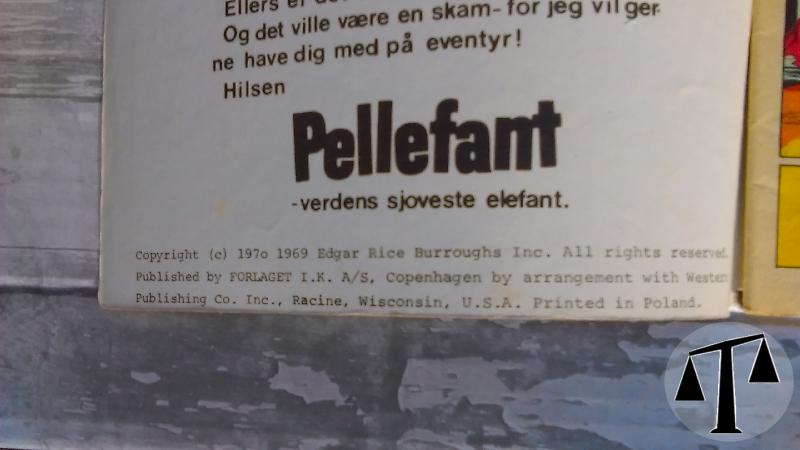 Ellers er
Og det ville være en skam- for jeg vil ger
ne have dig med på eventyr!
Hilsen
Pellefant
-verdens sjoveste elefant.
Copyright (c) 197o 1969 Edgar Rice Burroughs Inc. All rights reserved.
Published by FORLAGET I.K. A/S, Copenhagen by arrangement with Western
Publishing Co. Inc., Racine, Wisconsin, U.S.A. Printed in Poland.